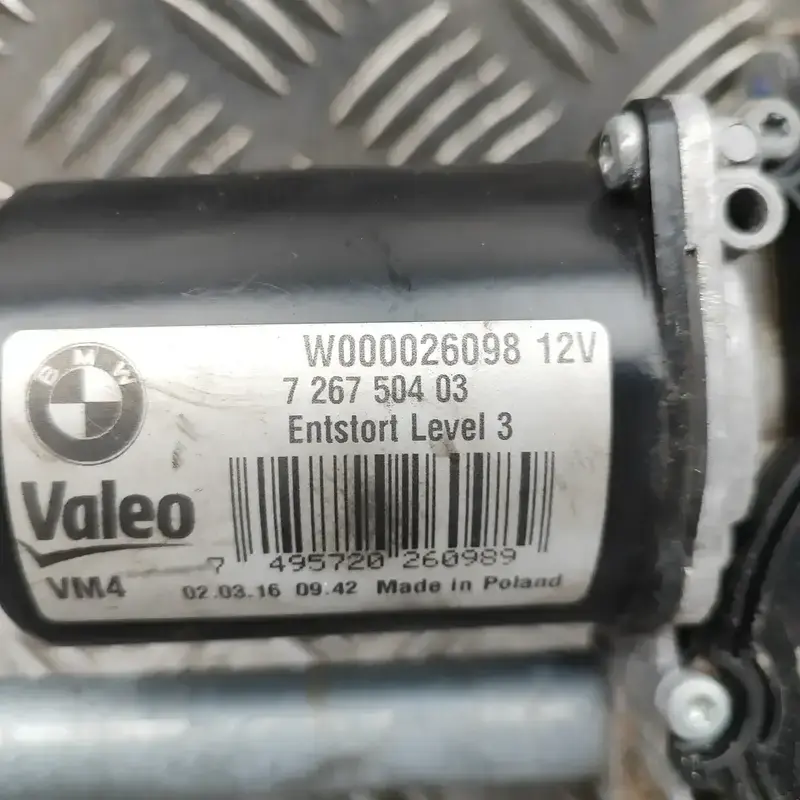 W000026098 12V
7 267 504 03
Entstort Level 3
BMW
Valeo
7 495720 260989
VM4 02.03.16 09.42 Made in Poland